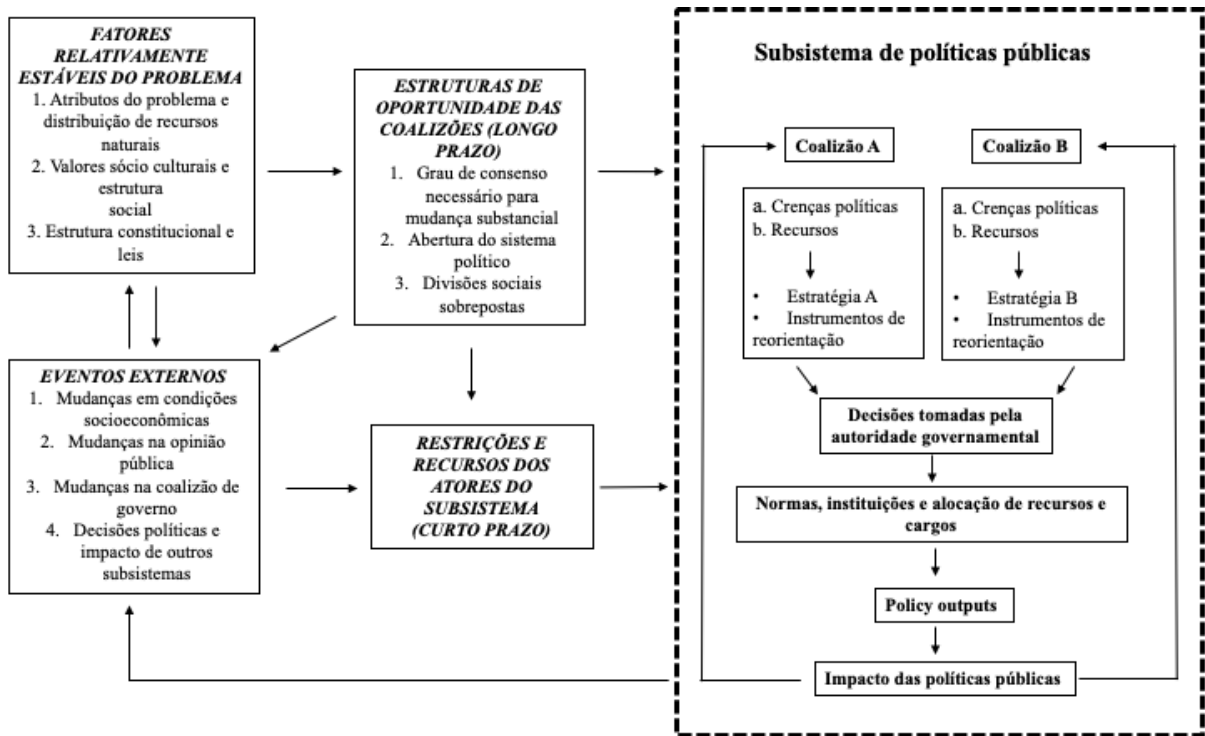 FATORES
RELATIVAMENTE
ESTÁVEIS DO PROBLEMA
1. Atributos do problema e
distribuição de recursos
naturais
2. Valores sócio culturais e
estrutura
social
3. Estrutura constitucional e
leis
EVENTOS EXTERNOS
1. Mudanças em condições
socioeconômicas
2. Mudanças na opinião
pública
3. Mudanças na coalizão de
governo
4. Decisões políticas e
impacto de outros
subsistemas
ESTRUTURAS DE
OPORTUNIDADE DAS
COALIZÕES (LONGO
PRAZO)
1. Grau de consenso
necessário para
mudança substancial
2. Abertura do sistema
político
3. Divisões sociais
sobrepostas
RESTRIÇÕES E
RECURSOS DOS
ATORES DO
SUBSISTEMA
(CURTO PRAZO)
Subsistema de políticas públicas
Coalizão A
a. Crenças políticas
b. Recursos
• Estratégia A
• Instrumentos de
reorientação
Coalizão B
a. Crenças políticas
b. Recursos
• Estratégia B
• Instrumentos de
reorientação
Decisões tomadas pela
autoridade governamental
Normas, instituições e alocação de recursos e
cargos
Policy outputs
Impacto das políticas públicas